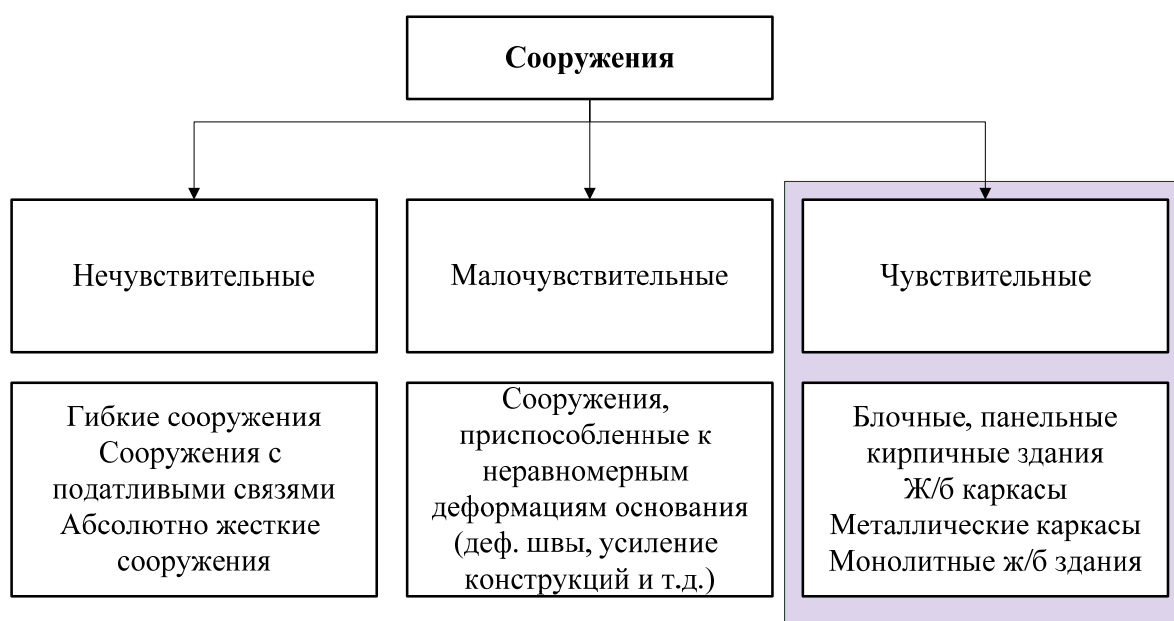 Сооружения
Нечувствительные
Малочувствительные
Чувствительные
Гибкие сооружения
Сооружения с
податливыми связями
Абсолютно жесткие
сооружения
Сооружения,
приспособленные к
неравномерным
деформациям основания
(деф. швы, усиление
конструкций и т.д.)
Блочные, панельные
кирпичные здания
Ж/б каркасы
Металлические каркасы
Монолитные ж/б здания